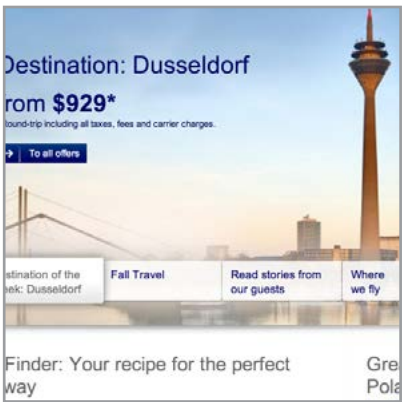 Destination: Dusseldorf
from $929*
Round-trip including all taxes, fees and carrier charges.
To all offers
stination of the
eek: Dusseldorf
Fall Travel
Read stories from
our guests
Where
we fly
Finder: Your recipe for the perfect
way
Grea
Pola